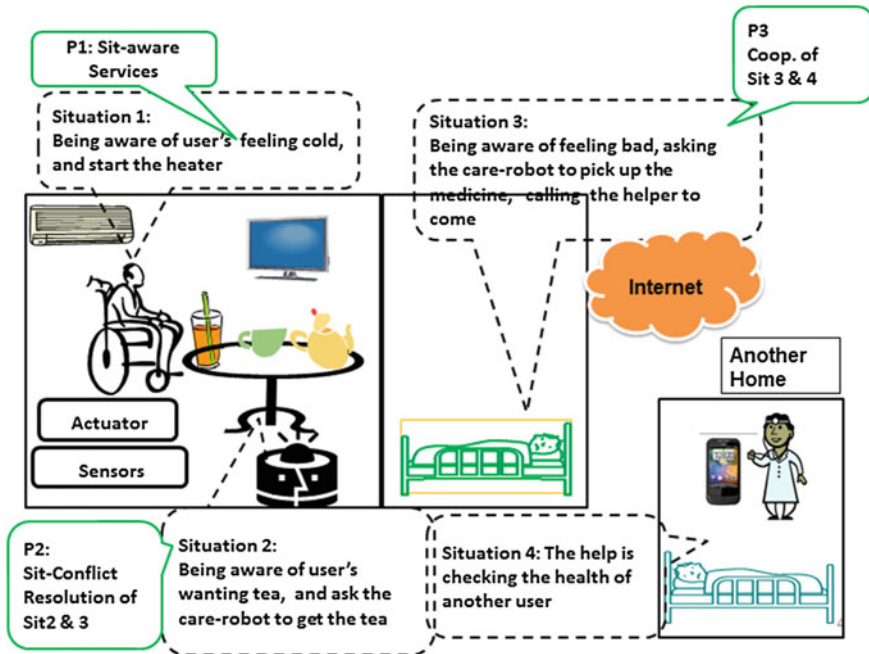 P1: Sit-aware
Services
P3
Coop. of
Sit 3 & 4
Situation 1:
Being aware of user's feeling cold,
and start the heater
Situation 3:
Being aware of feeling bad, asking
the care-robot to pick up the
medicine, calling the helper to
come
Internet
Another
Home
Actuator
Sensors
P2:
Sit-Conflict
Resolution of
Sit2 & 3
Situation 2:
Being aware of user's
wanting tea, and ask the
care-robot to get the tea
Situation 4: The help is
checking the health of
another user
4